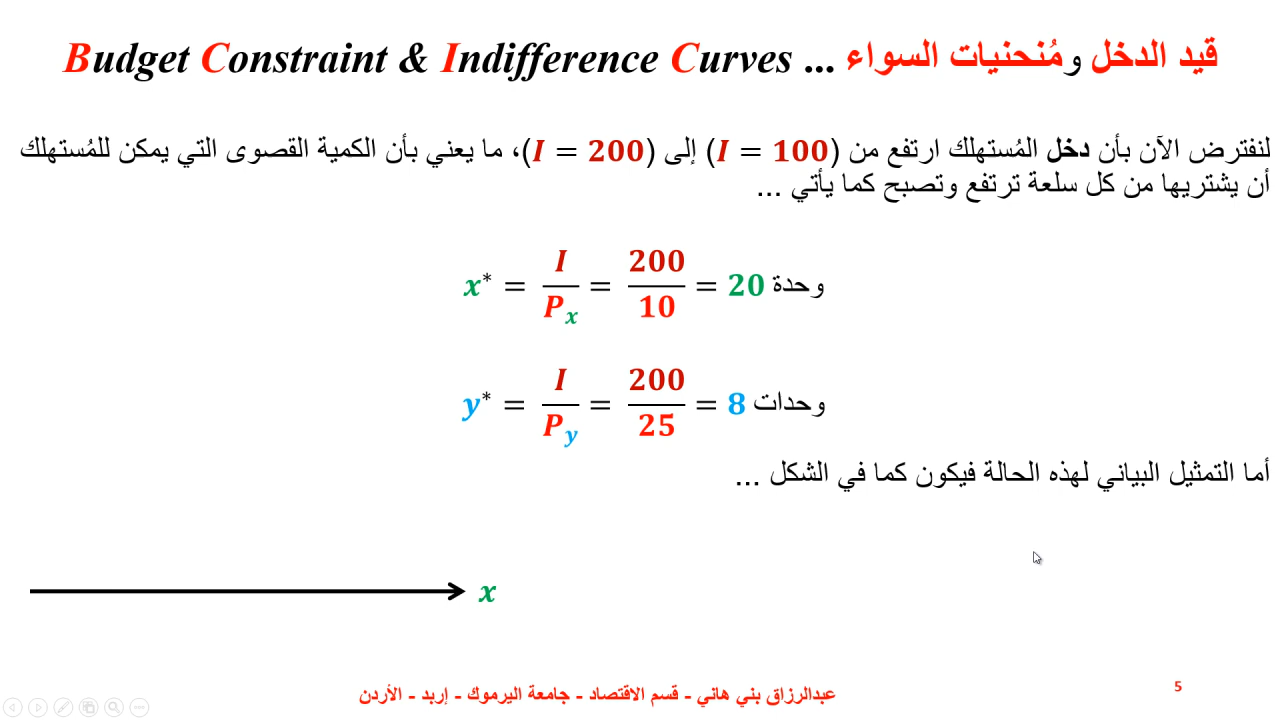 قيد الدخل ومُنحنيات السواء ... Budget Constraint & Indifference Curves
لنفترض الآن بأن دخل المُستهلك ارتفع من (I = 100) إلى (I = 200)، ما يعني بأن الكمية القصوى التي يمكن للمُستهلك
أن يشتريها من كل سلعة ترتفع وتصبح كما يأتي ...
x* = I / Pₓ = 200 / 10 = 20 وحدة
y* = I / P_y = 200 / 25 = 8 وحدات
أما التمثيل البياني لهذه الحالة فيكون كما في الشكل ...
x
عبدالرزاق بني هاني - قسم الاقتصاد - جامعة اليرموك - إربد - الأردن
5